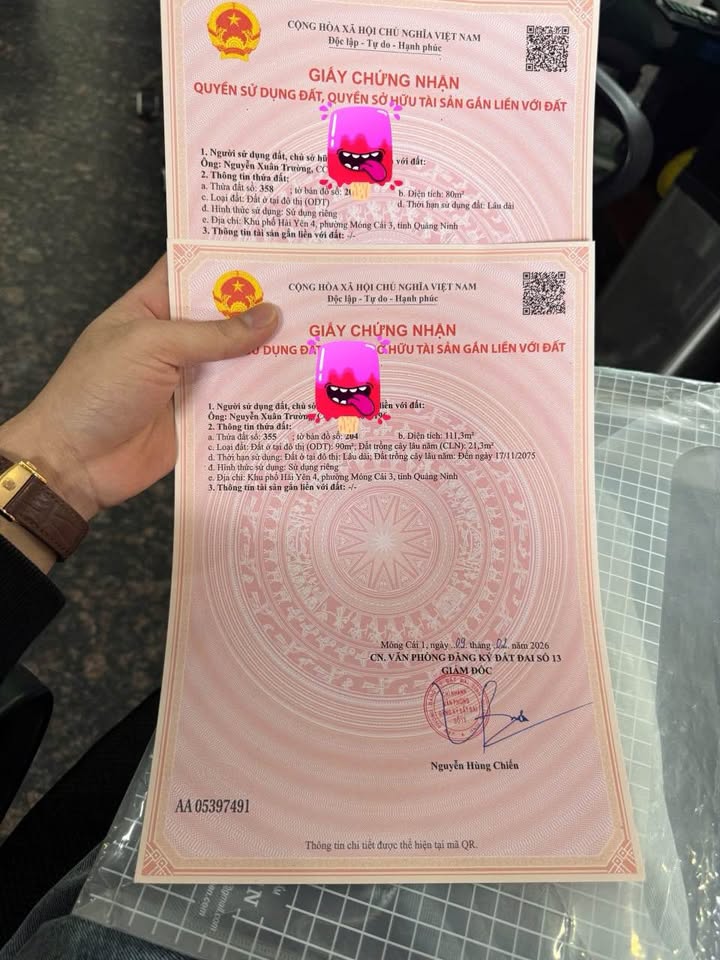 CỘNG HÒA XÃ HỘI CHỦ NGHĨA VIỆT NAM
Độc lập - Tự do - Hạnh phúc
GIẤY CHỨNG NHẬN
QUYỀN SỬ DỤNG ĐẤT, QUYỀN SỞ HỮU TÀI SẢN GẮN LIỀN VỚI ĐẤT
1. Người sử dụng đất, chủ sở với đất:
Ông: Nguyễn Xuân Trường,
2. Thông tin thửa đất:
a. Thửa đất số: 358 ; tờ bản đồ số: b. Diện tích: 80m²
c. Loại đất: Đất ở tại đô thị (ODT) d. Thời hạn sử dụng đất: Lâu dài
đ. Hình thức sử dụng: Sử dụng riêng
e. Địa chỉ: Khu phố Hải Yên 4, phường Móng Cái 3, tỉnh Quảng Ninh
3. Thông tin tài sản gắn liền với đất: -/-
CỘNG HÒA XÃ HỘI CHỦ NGHĨA VIỆT NAM
Độc lập - Tự do - Hạnh phúc
GIẤY CHỨNG NHẬN
SỬ DỤNG HỮU TÀI SẢN GẮN LIỀN VỚI ĐẤT
1. Người sử dụng đất, chủ sở liền với đất:
Ông: Nguyễn Xuân
2. Thông tin thửa đất:
a. Thửa đất số: 355 ; tờ bản đồ số: 204 b. Diện tích: 111,3m²
c. Loại đất: Đất ở tại đô thị (ODT): 90m²; Đất trồng cây lâu năm (CLN): 21,3m²
d. Thời hạn sử dụng: Đất ở tại đô thị: Lâu dài; Đất trồng cây lâu năm: Đến ngày 17/11/2075
đ. Hình thức sử dụng: Sử dụng riêng
e. Địa chỉ: Khu phố Hải Yên 4, phường Móng Cái 3, tỉnh Quảng Ninh
3. Thông tin tài sản gắn liền với đất: -/-
Móng Cái 1, ngày 09 tháng 02 năm 2026
CN. VĂN PHÒNG ĐĂNG KÝ ĐẤT ĐAI SỐ 13
GIÁM ĐỐC
Nguyễn Hùng Chiến
AA 05397491
Thông tin chi tiết được thể hiện tại mã QR.